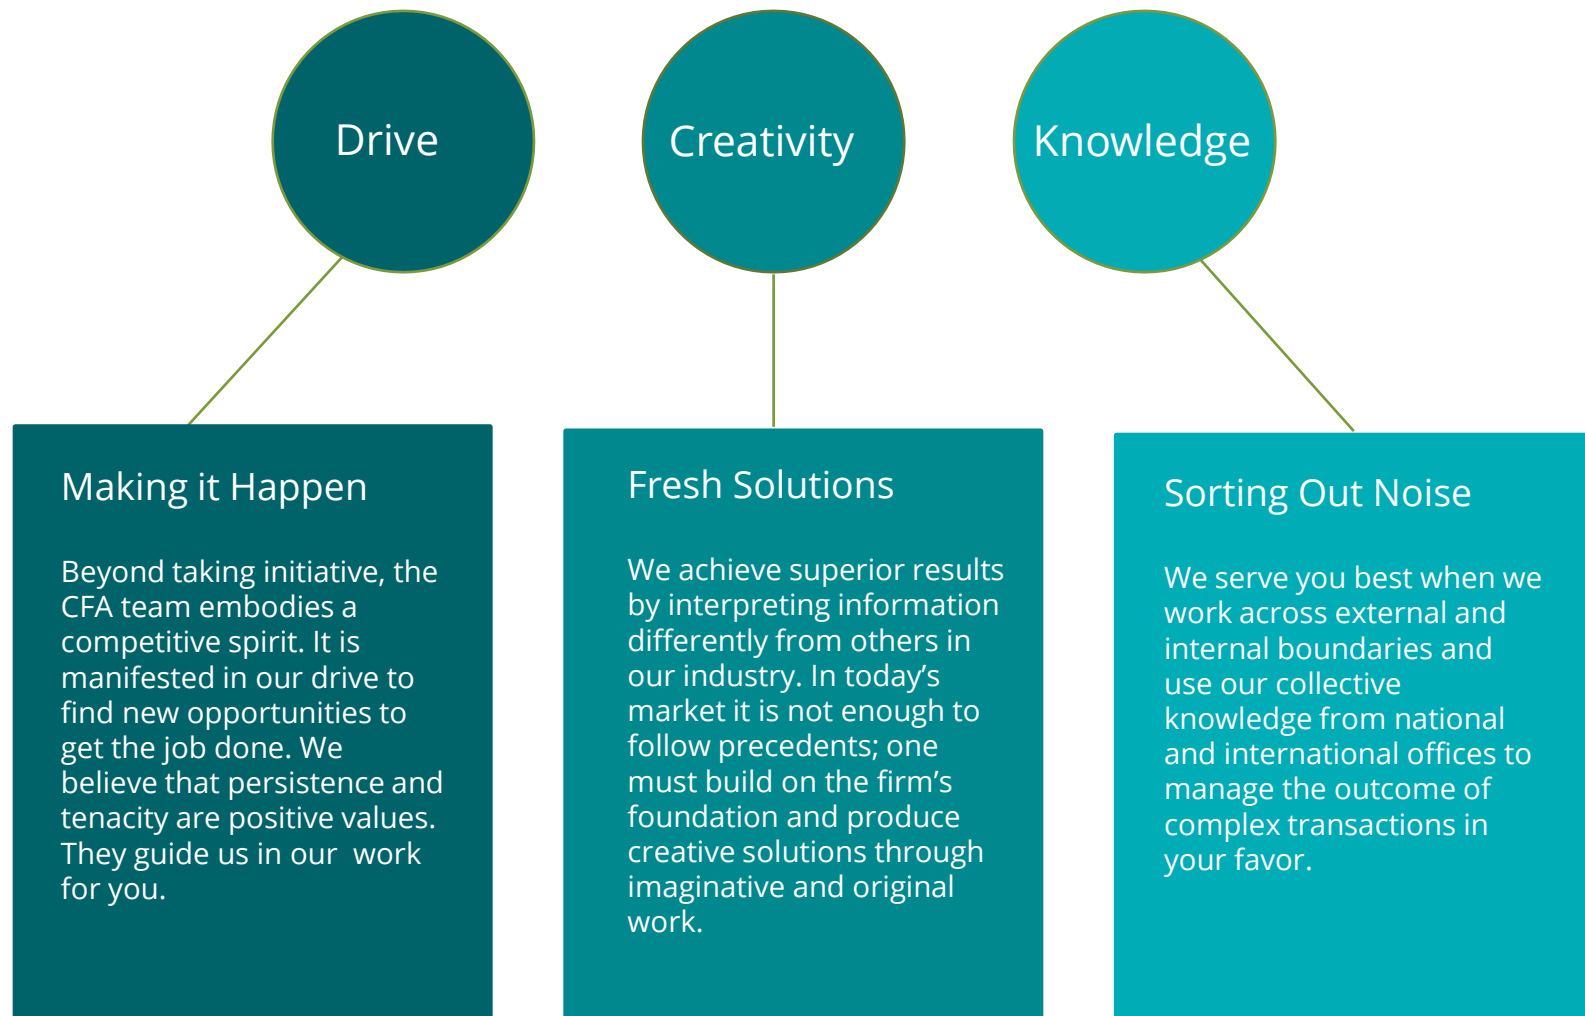 Drive
Creativity
Knowledge
Making it Happen
Beyond taking initiative, the
CFA team embodies a
competitive spirit. It is
manifested in our drive to
find new opportunities to
get the job done. We
believe that persistence and
tenacity are positive values.
They guide us in our  work
for you.
Fresh Solutions
We achieve superior results
by interpreting information
differently from others in
our industry. In today’s
market it is not enough to
follow precedents; one
must build on the firm’s
foundation and produce
creative solutions through
imaginative and original
work.
Sorting Out Noise
We serve you best when we
work across external and
internal boundaries and
use our collective
knowledge from national
and international offices to
manage the outcome of
complex transactions in
your favor.